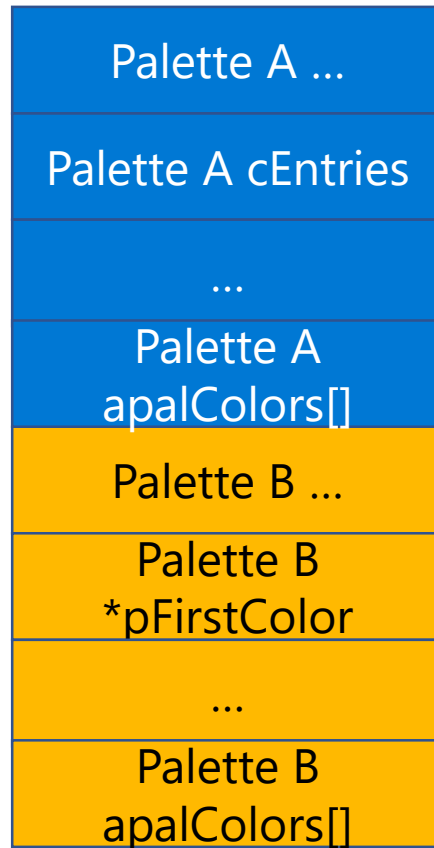 Palette A ...
Palette A cEntries
...
Palette A
apalColors[]
Palette B ...
Palette B
*pFirstColor
...
Palette B
apalColors[]